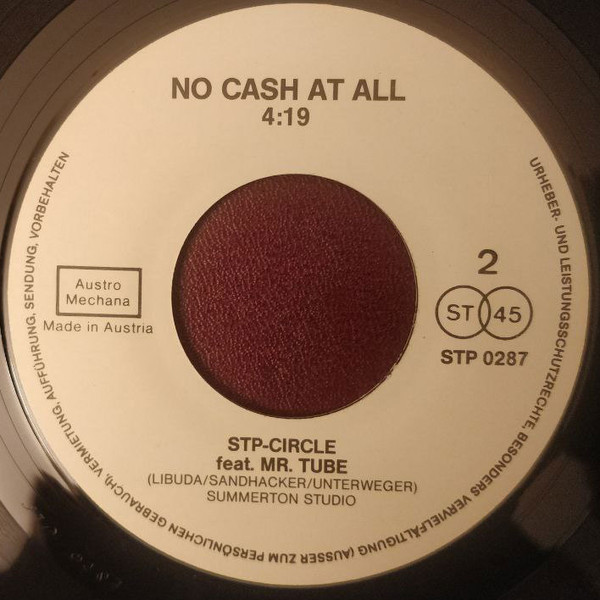 NO CASH AT ALL
4:19
Austro
Mechana
Made in Austria
2
ST 45
STP 0287
STP-CIRCLE
feat. MR. TUBE
(LIBUDA/SANDHACKER/UNTERWEGER)
SUMMERTON STUDIO
URHEBER- UND LEISTUNGSSCHUTZRECHTE, BESONDERS VERVIELFÄLTIGUNG (AUSSER ZUM PERSÖNLICHEN GEBRAUCH), VERMIETUNG, AUFFÜHRUNG, SENDUNG, VORBEHALTEN